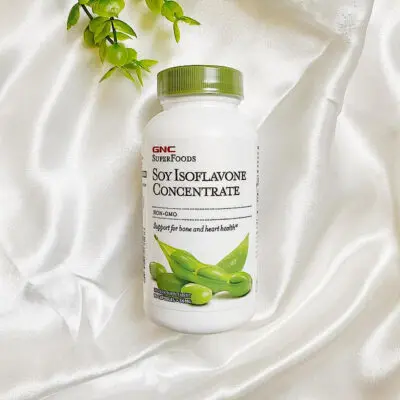 GNC
SUPERFOODS
SOY ISOFLAVONE
CONCENTRATE
NON-GMO
Support for bone and heart health*